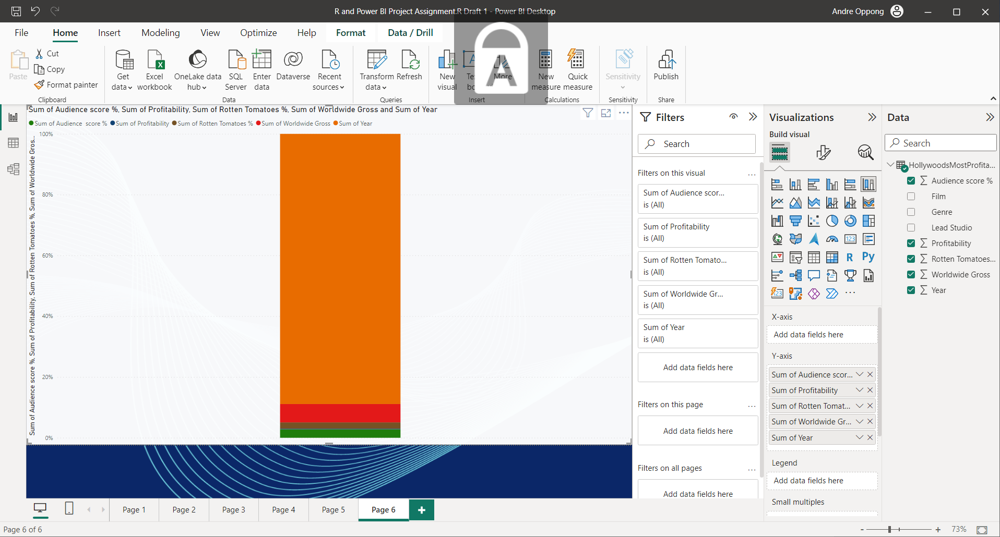 R and Power BI Project Assignment.R Draft 1 - Power BI Desktop
Andre Oppong
File Home Insert Modeling View Optimize Help Format Data / Drill
Paste
Cut
Copy
Format painter
Clipboard
Get data
Excel workbook
OneLake data hub
SQL Server
Enter data
Dataverse
Recent sources
Data
Transform data
Refresh
Queries
New visual
A
More
Insert
New measure
Quick measure
Calculations
Sensitivity
Sensitivity
Publish
Share
Sum of Audience score %, Sum of Profitability, Sum of Rotten Tomatoes %, Sum of Worldwide Gross and Sum of Year
Sum of Audience score % Sum of Profitability Sum of Rotten Tomatoes % Sum of Worldwide Gross Sum of Year
Sum of Audience score %, Sum of Profitability, Sum of Rotten Tomatoes %, Sum of Worldwide Gros...
100%
80%
60%
40%
20%
0%
Filters
Search
Filters on this visual
...
Sum of Audience scor...
is (All)
Sum of Profitability
is (All)
Sum of Rotten Tomato...
is (All)
Sum of Worldwide Gr...
is (All)
Sum of Year
is (All)
Add data fields here
Filters on this page
...
Add data fields here
Filters on all pages
...
Add data fields here
Visualizations
Build visual
123
R
Py
123
...
X-axis
Add data fields here
Y-axis
Sum of Audience scor...
Sum of Profitability
Sum of Rotten Tomat...
Sum of Worldwide Gr...
Sum of Year
Legend
Add data fields here
Small multiples
Data
Search
HollywoodsMostProfita...
Audience score %
Film
Genre
Lead Studio
Profitability
Rotten Tomatoes...
Worldwide Gross
Year
Page 1 Page 2 Page 3 Page 4 Page 5 Page 6 +
Page 6 of 6
- + 73%